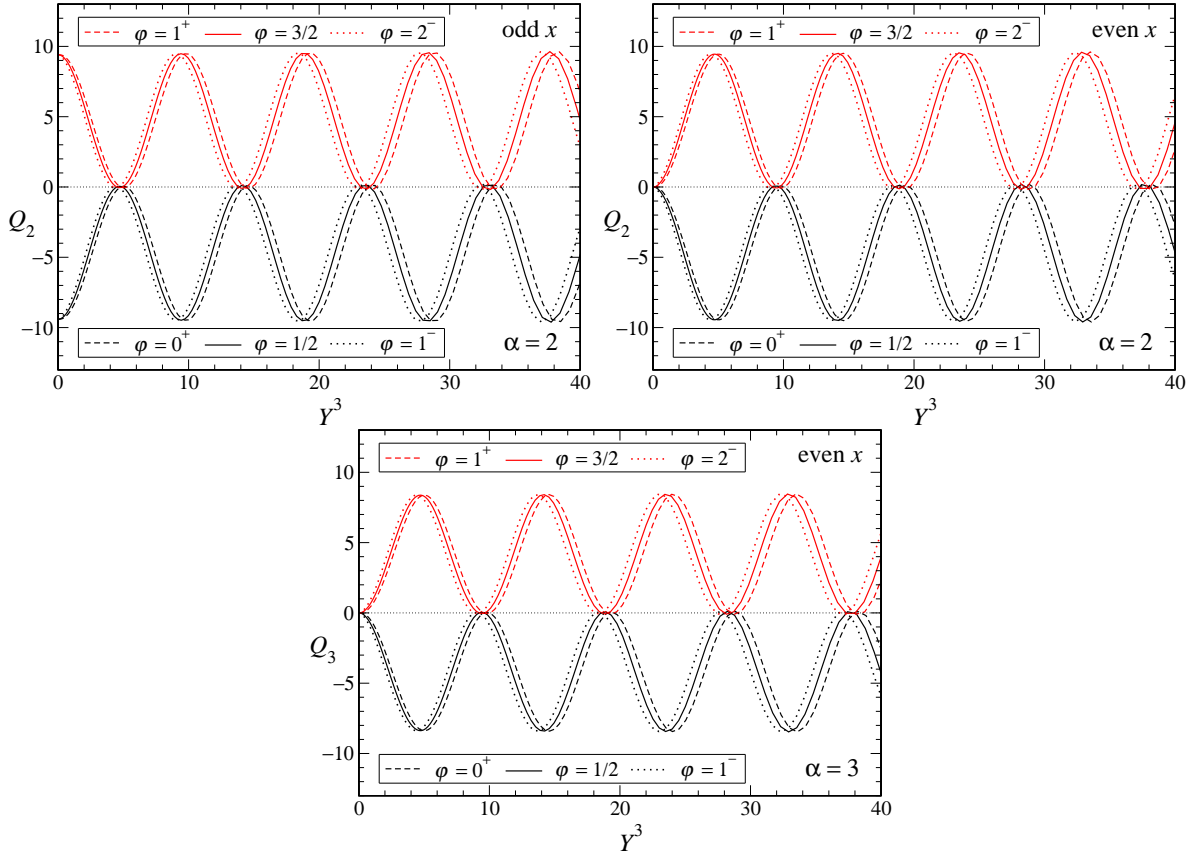 φ = 1⁺ φ = 3/2 φ = 2⁻ odd x
10
5
0
Q₂
−5
−10
φ = 0⁺ φ = 1/2 φ = 1⁻ α = 2
0 10 20 30 40
Y³
φ = 1⁺ φ = 3/2 φ = 2⁻ even x
10
5
0
Q₂
−5
−10
φ = 0⁺ φ = 1/2 φ = 1⁻ α = 2
0 10 20 30 40
Y³
φ = 1⁺ φ = 3/2 φ = 2⁻ even x
10
5
0
Q₃
−5
−10
φ = 0⁺ φ = 1/2 φ = 1⁻ α = 3
0 10 20 30 40
Y³